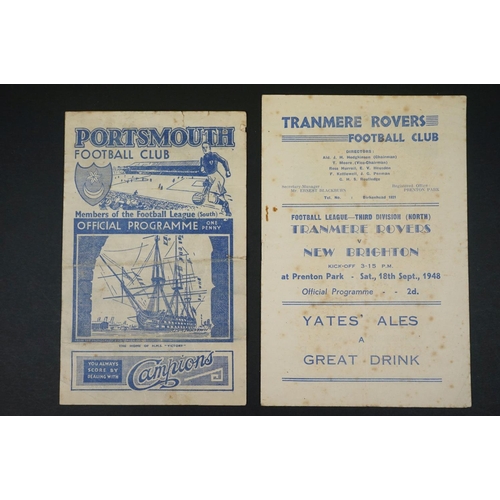 PORTSMOUTH
FOOTBALL CLUB
Members of the Football League (South)
OFFICIAL PROGRAMME ONE PENNY
THE HOME OF H.M.S. "VICTORY"
YOU ALWAYS
SCORE BY
DEALING WITH
Campions
TRANMERE ROVERS
FOOTBALL CLUB
DIRECTORS:
FOOTBALL LEAGUE—THIRD DIVISION (NORTH)
TRANMERE ROVERS
V
NEW BRIGHTON
KICK-OFF 3-15 P.M.
at Prenton Park - Sat., 18th Sept., 1948
Official Programme - - 2d.
YATES' ALES
A
GREAT DRINK